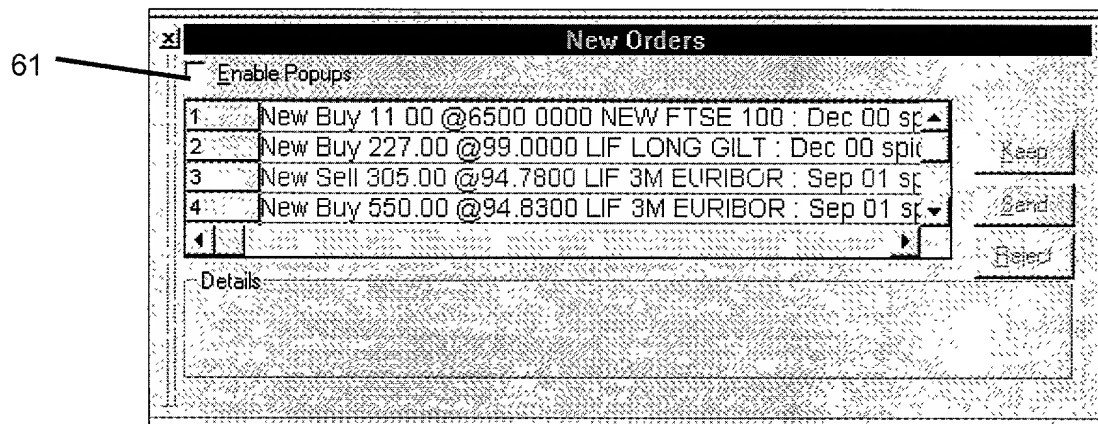 New Orders
61
Enable Popups
1 New Buy 11 00 @6500 0000 NEW FTSE 100 : Dec 00 sp
2 New Buy 227.00 @99.0000 LIF LONG GILT : Dec 00 spic
3 New Sell 305.00 @94.7800 LIF 3M EURIBOR : Sep 01 sp
4 New Buy 550.00 @94.8300 LIF 3M EURIBOR : Sep 01 sp
Keep
Send
Reject
Details